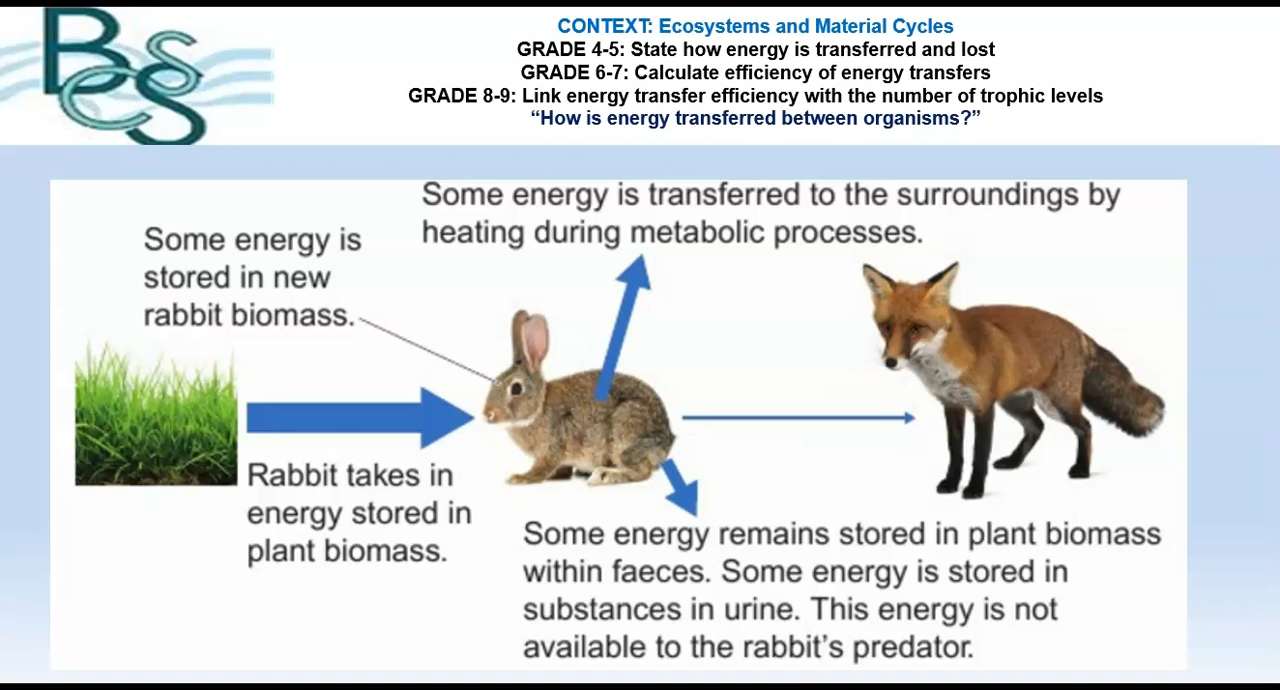 BCCS
CONTEXT: Ecosystems and Material Cycles
GRADE 4-5: State how energy is transferred and lost
GRADE 6-7: Calculate efficiency of energy transfers
GRADE 8-9: Link energy transfer efficiency with the number of trophic levels
“How is energy transferred between organisms?”
Some energy is transferred to the surroundings by
heating during metabolic processes.
Some energy is
stored in new
rabbit biomass.
Rabbit takes in
energy stored in
plant biomass.
Some energy remains stored in plant biomass
within faeces. Some energy is stored in
substances in urine. This energy is not
available to the rabbit’s predator.